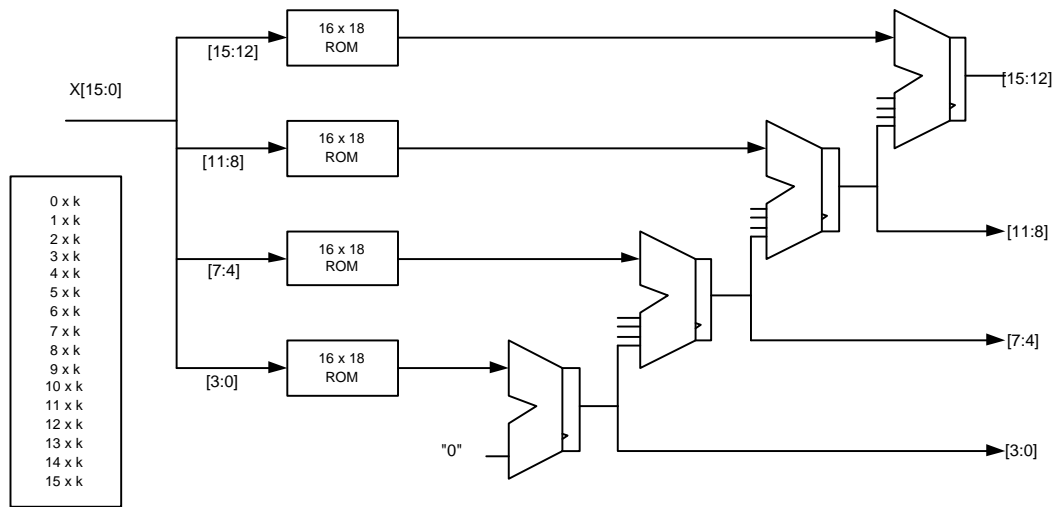 16 x 18
ROM
[15:12]
X[15:0]
[15:12]
16 x 18
ROM
[11:8]
0 x k
1 x k
2 x k
3 x k
4 x k
5 x k
6 x k
7 x k
8 x k
9 x k
10 x k
11 x k
12 x k
13 x k
14 x k
15 x k
[11:8]
16 x 18
ROM
[7:4]
[7:4]
16 x 18
ROM
[3:0]
"0"
[3:0]